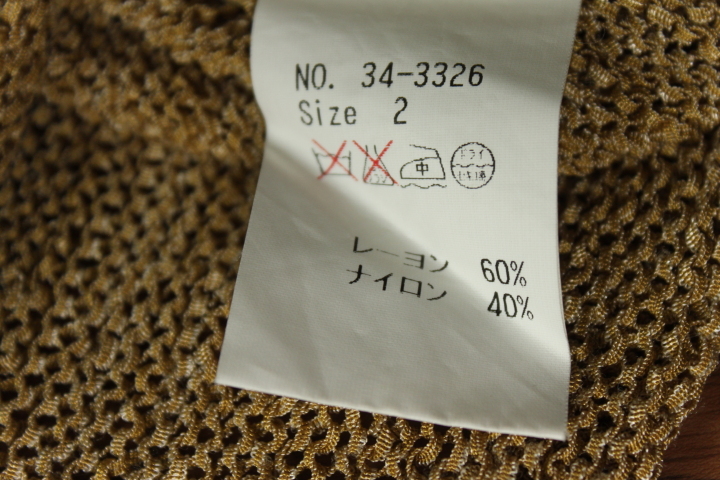 NO. 34-3326
Size 2
中 ドライ
レーヨン 60%
ナイロン 40%